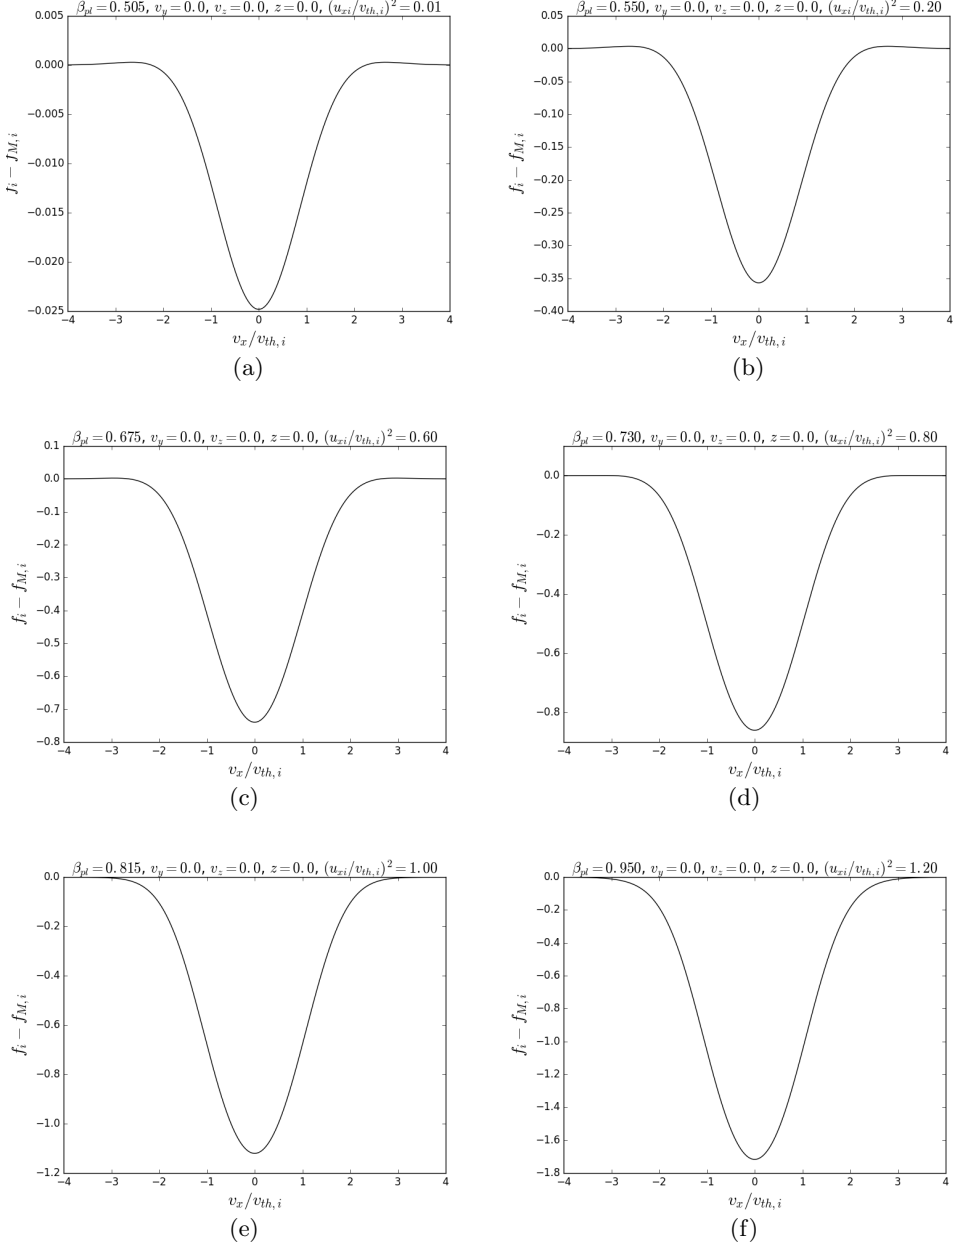 β_pl = 0.505, v_y = 0.0, v_z = 0.0, z = 0.0, (u_xi/v_th,i)^2 = 0.01
0.005
0.000
−0.005
−0.010
−0.015
−0.020
−0.025
f_i − f_M,i
−4 −3 −2 −1 0 1 2 3 4
v_x/v_th,i
(a)
β_pl = 0.550, v_y = 0.0, v_z = 0.0, z = 0.0, (u_xi/v_th,i)^2 = 0.20
0.05
0.00
−0.05
−0.10
−0.15
−0.20
−0.25
−0.30
−0.35
−0.40
f_i − f_M,i
−4 −3 −2 −1 0 1 2 3 4
v_x/v_th,i
(b)
β_pl = 0.675, v_y = 0.0, v_z = 0.0, z = 0.0, (u_xi/v_th,i)^2 = 0.60
0.1
0.0
−0.1
−0.2
−0.3
−0.4
−0.5
−0.6
−0.7
−0.8
f_i − f_M,i
−4 −3 −2 −1 0 1 2 3 4
v_x/v_th,i
(c)
β_pl = 0.730, v_y = 0.0, v_z = 0.0, z = 0.0, (u_xi/v_th,i)^2 = 0.80
0.0
−0.2
−0.4
−0.6
−0.8
f_i − f_M,i
−4 −3 −2 −1 0 1 2 3 4
v_x/v_th,i
(d)
β_pl = 0.815, v_y = 0.0, v_z = 0.0, z = 0.0, (u_xi/v_th,i)^2 = 1.00
0.0
−0.2
−0.4
−0.6
−0.8
−1.0
−1.2
f_i − f_M,i
−4 −3 −2 −1 0 1 2 3 4
v_x/v_th,i
(e)
β_pl = 0.950, v_y = 0.0, v_z = 0.0, z = 0.0, (u_xi/v_th,i)^2 = 1.20
0.0
−0.2
−0.4
−0.6
−0.8
−1.0
−1.2
−1.4
−1.6
−1.8
f_i − f_M,i
−4 −3 −2 −1 0 1 2 3 4
v_x/v_th,i
(f)